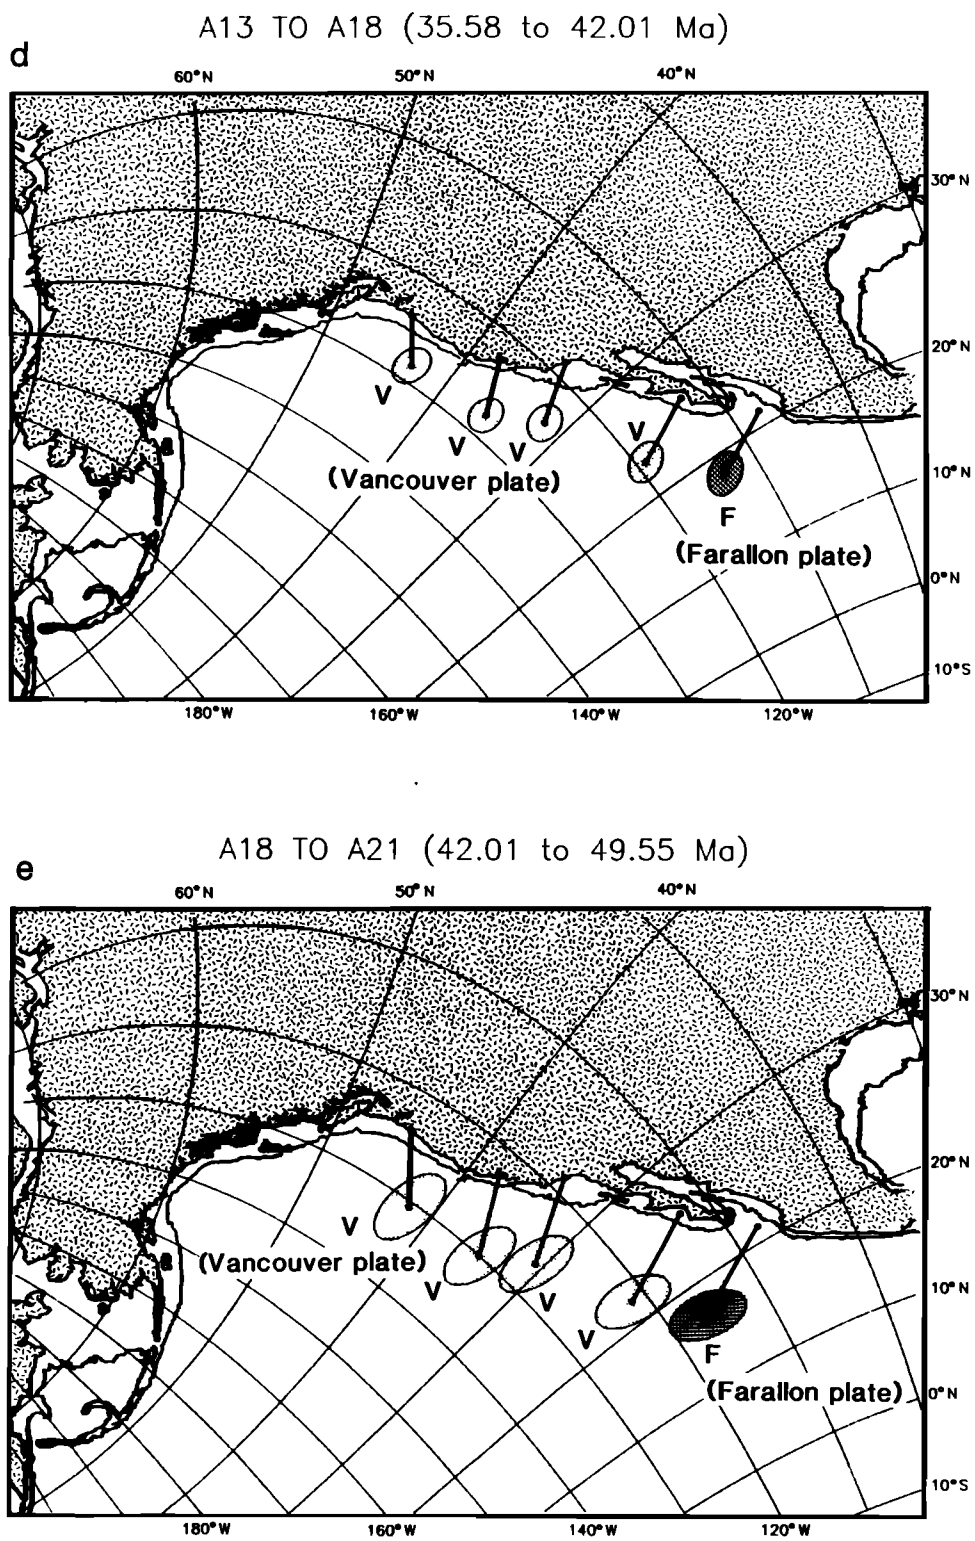 A13 TO A18 (35.58 to 42.01 Ma)
d
60°N 50°N 40°N
30°N
20°N
V
V V V
(Vancouver plate)
10°N
F
(Farallon plate)
0°N
10°S
180°W 160°W 140°W 120°W
A18 TO A21 (42.01 to 49.55 Ma)
e
60°N 50°N 40°N
30°N
20°N
V
(Vancouver plate)
V V
10°N
V
F
(Farallon plate)
0°N
10°S
180°W 160°W 140°W 120°W